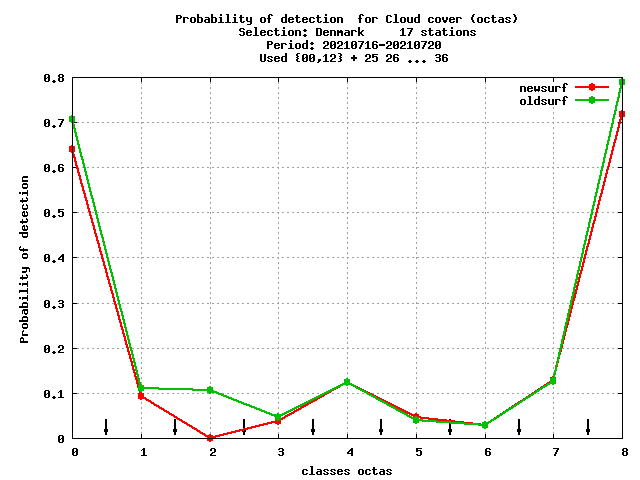 Probability of detection  for Cloud cover (octas)
Selection: Denmark     17 stations
Period: 20210716-20210720
Used {00,12} + 25 26 ... 36
newsurf
oldsurf
0.8
0.7
0.6
0.5
0.4
0.3
0.2
0.1
0
Probability of detection
0 1 2 3 4 5 6 7 8
classes octas